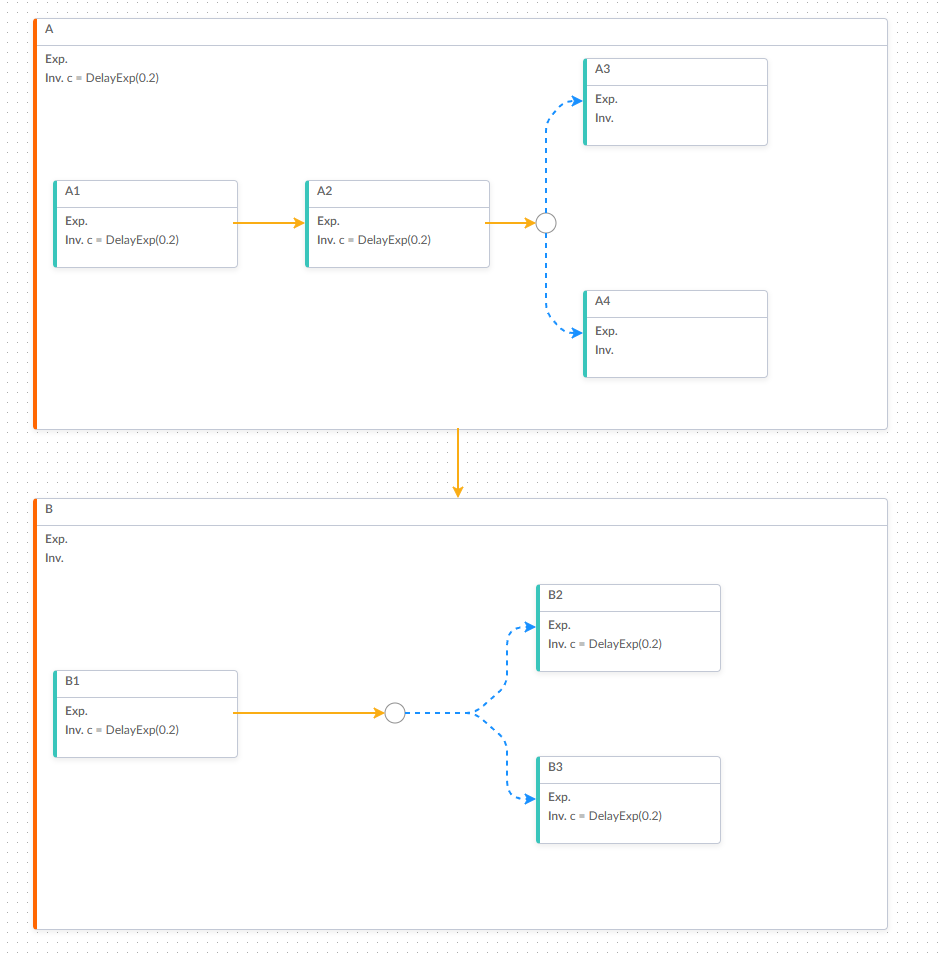 A
Exp.
Inv. c = DelayExp(0.2)
A3
Exp.
Inv.
A1
Exp.
Inv. c = DelayExp(0.2)
A2
Exp.
Inv. c = DelayExp(0.2)
A4
Exp.
Inv.
B
Exp.
Inv.
B2
Exp.
Inv. c = DelayExp(0.2)
B1
Exp.
Inv. c = DelayExp(0.2)
B3
Exp.
Inv. c = DelayExp(0.2)